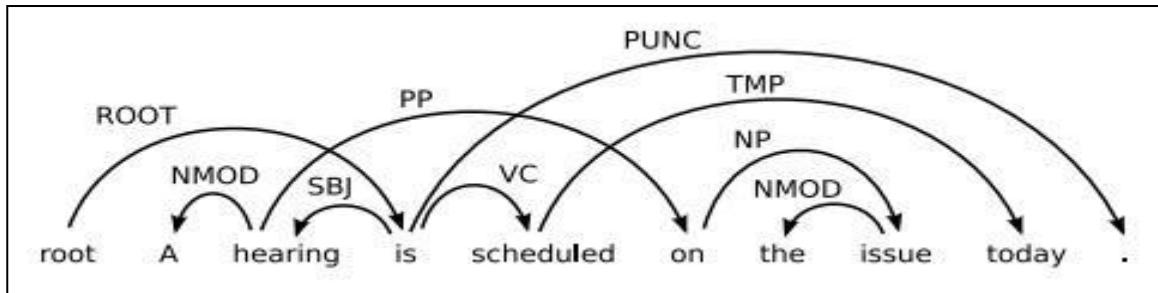 PUNC
TMP
PP
ROOT
NP
NMOD SBJ VC NMOD
root A hearing is scheduled on the issue today .